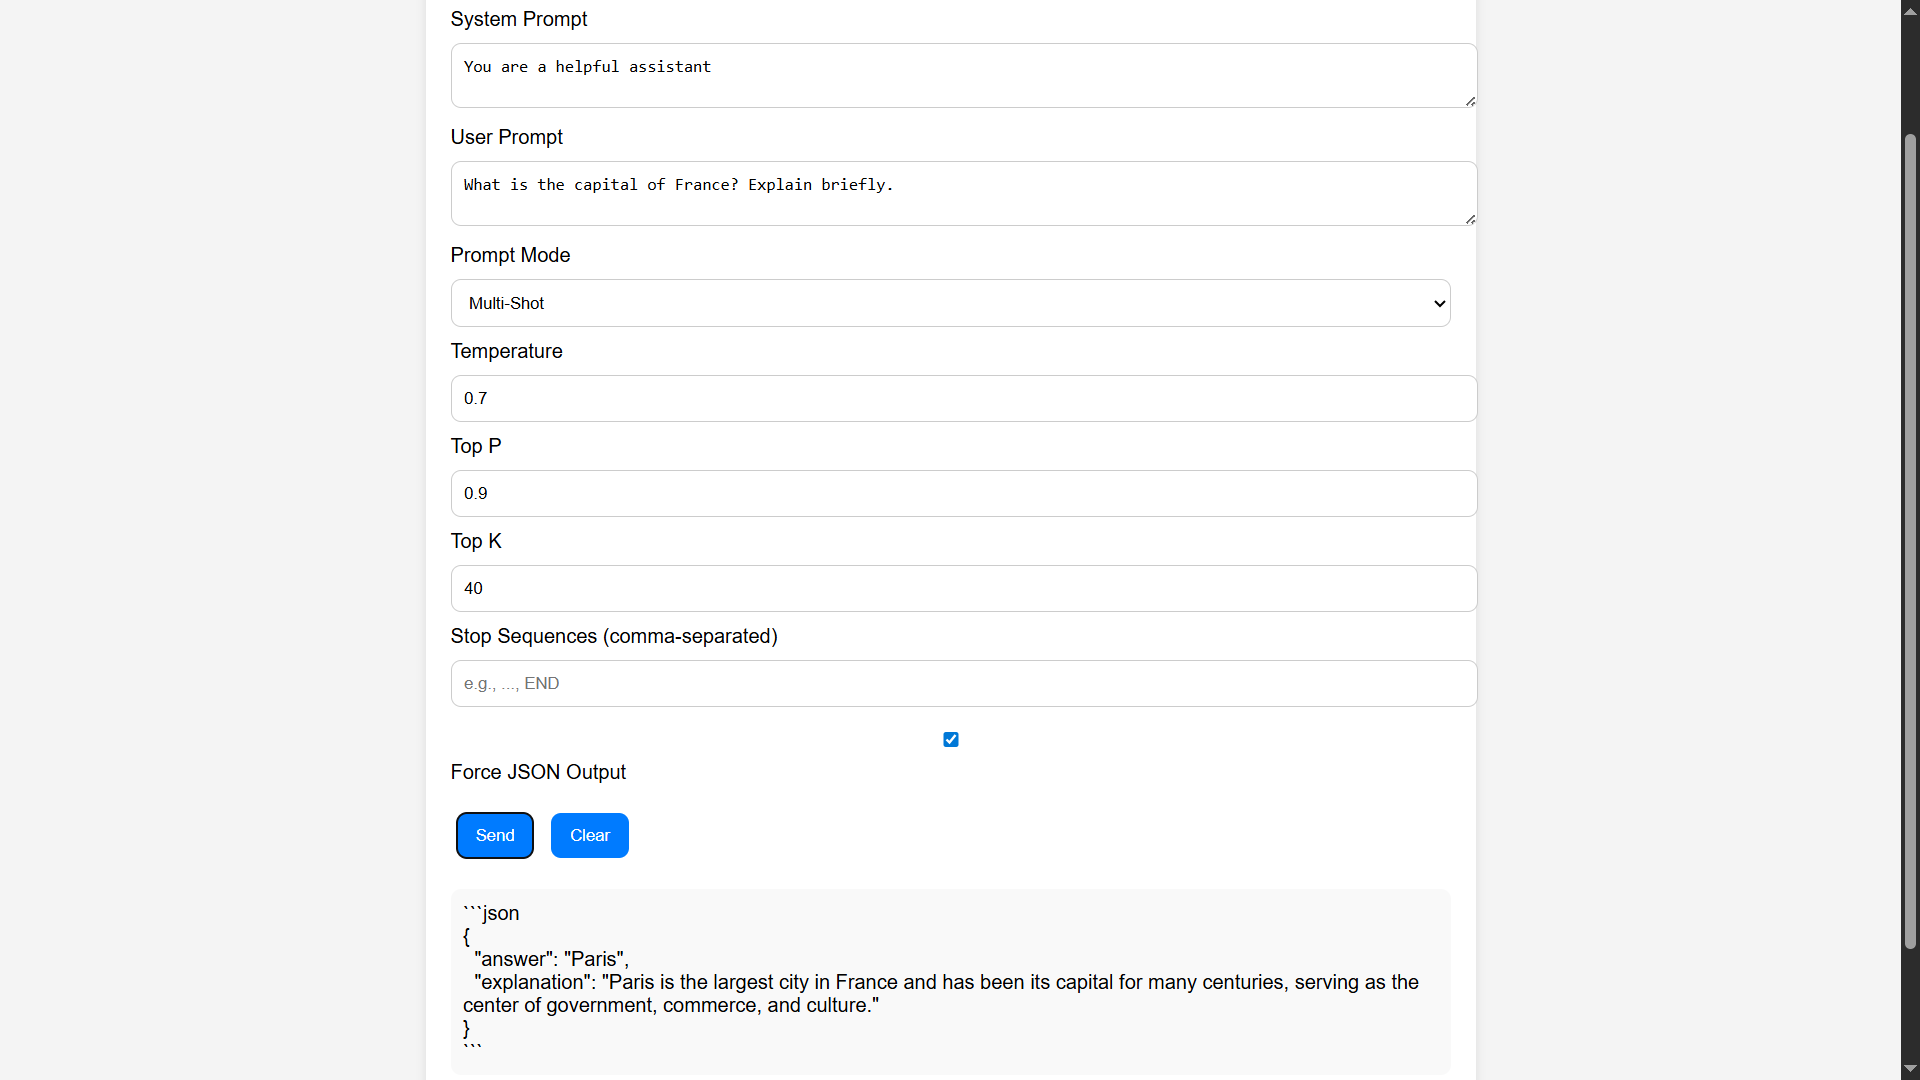 System Prompt
You are a helpful assistant
User Prompt
What is the capital of France? Explain briefly.
Prompt Mode
Multi-Shot
Temperature
0.7
Top P
0.9
Top K
40
Stop Sequences (comma-separated)
e.g., ..., END
Force JSON Output
Send Clear
```json
{
  "answer": "Paris",
  "explanation": "Paris is the largest city in France and has been its capital for many centuries, serving as the
center of government, commerce, and culture."
}
```